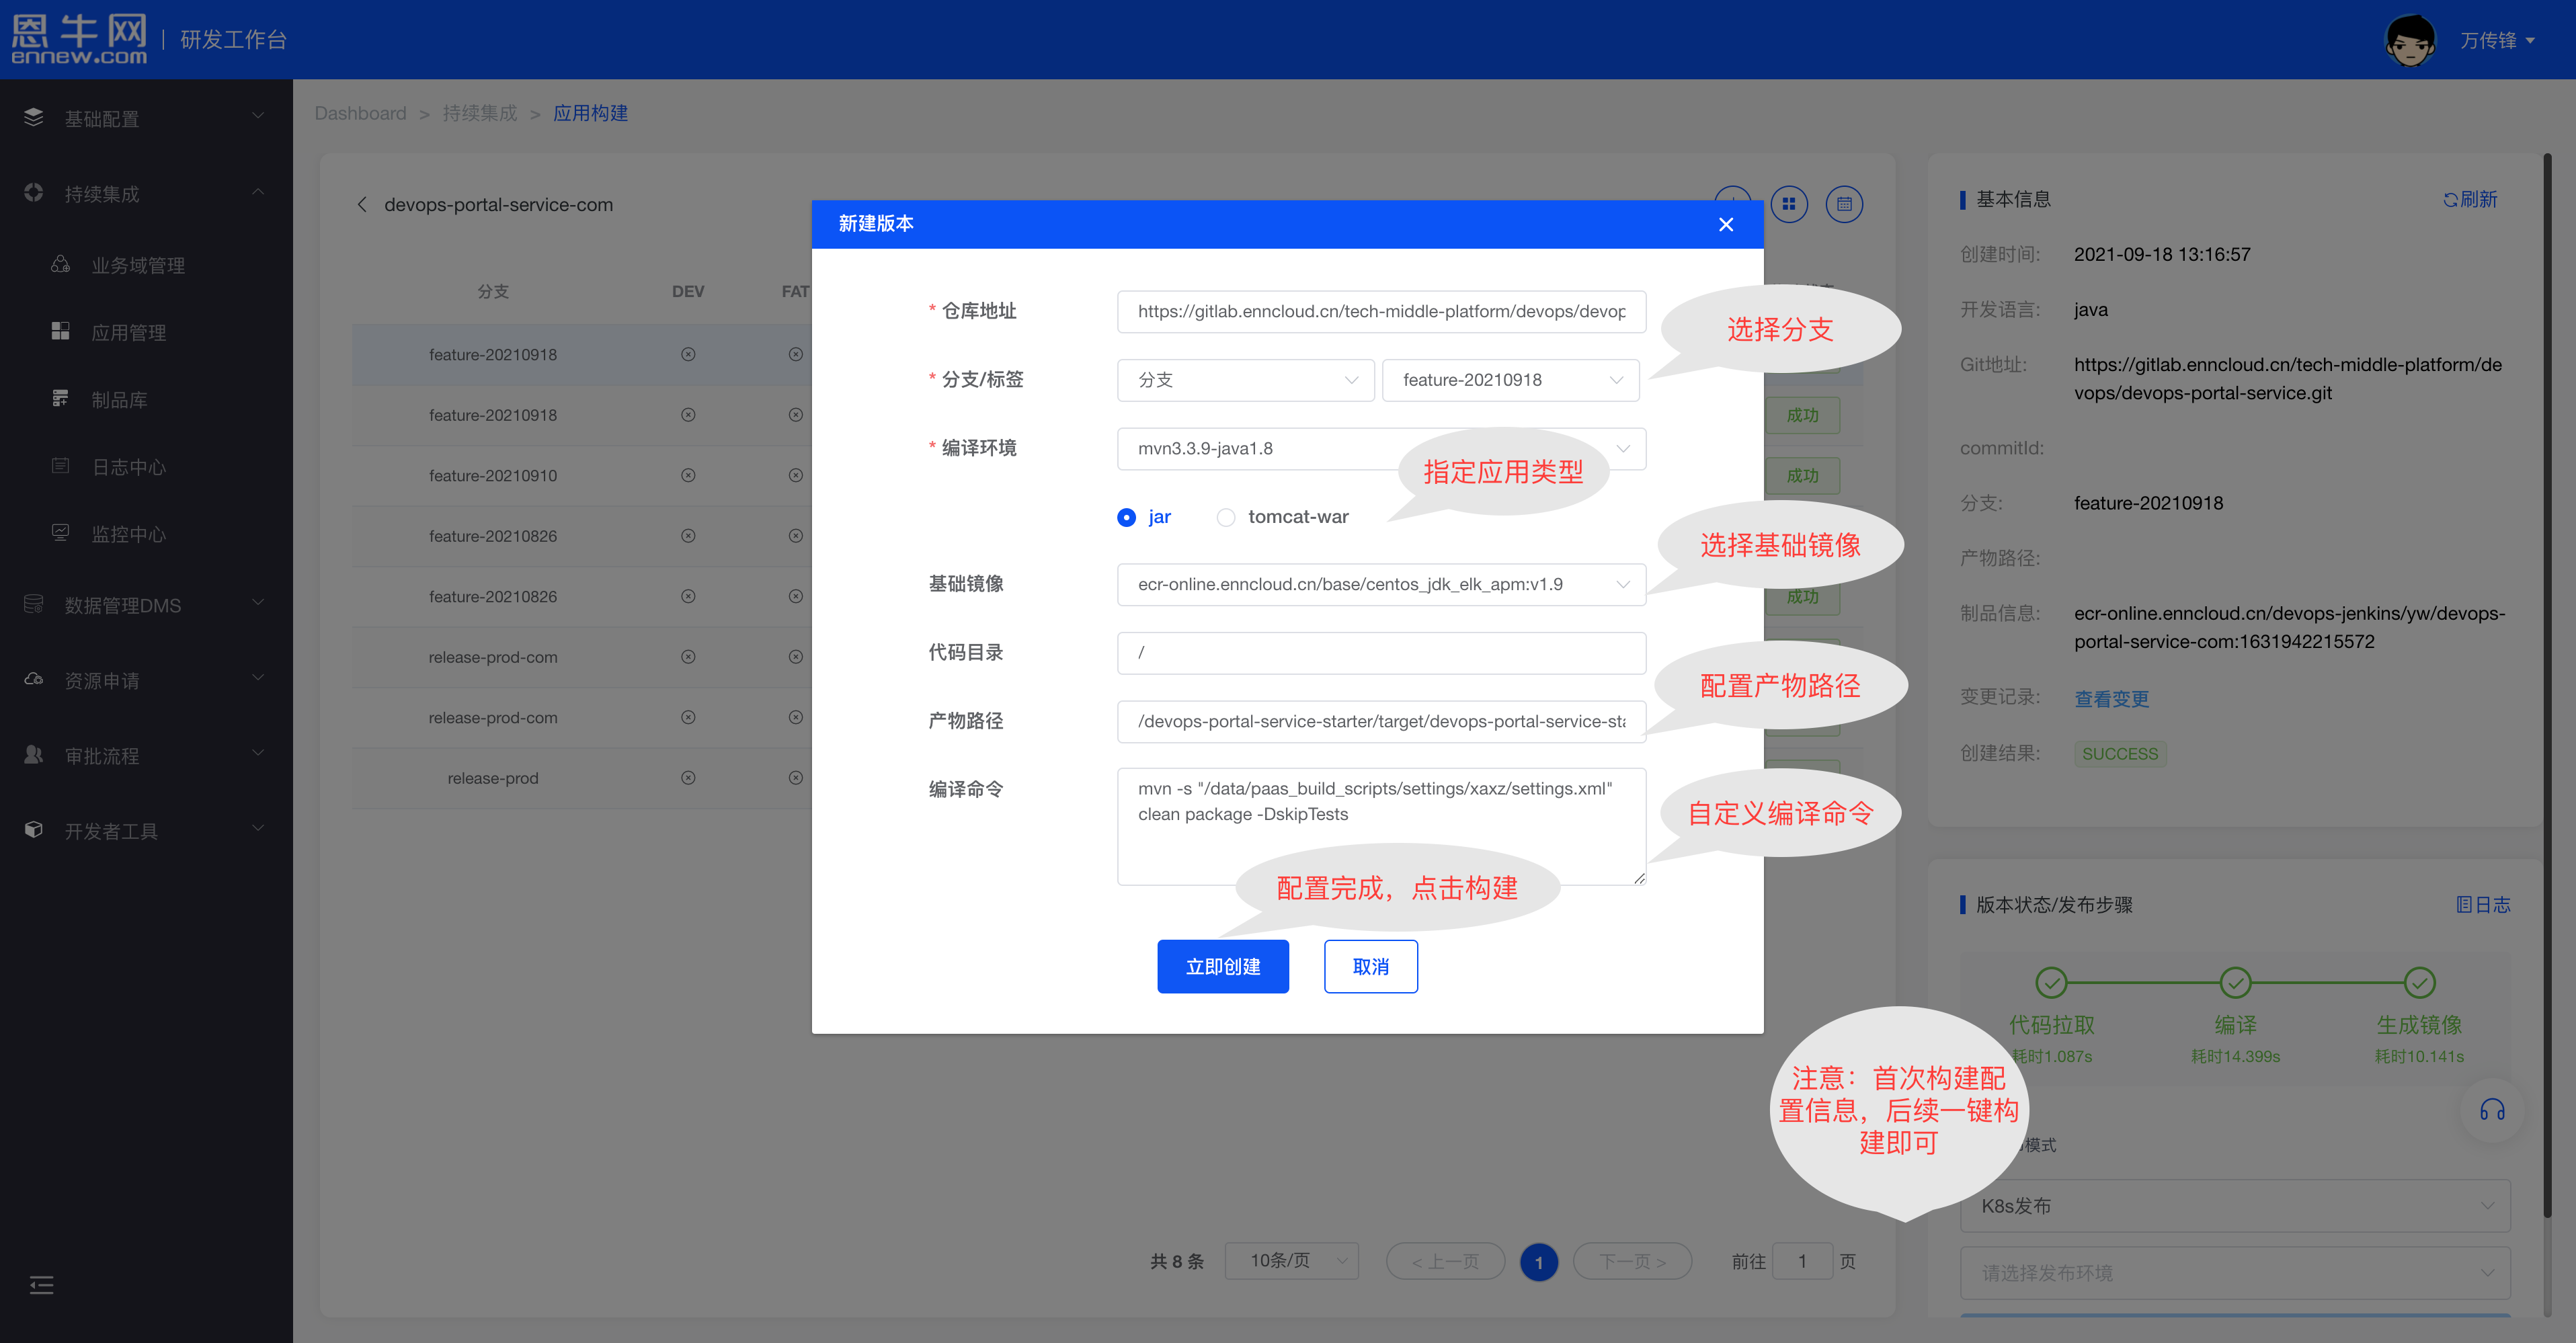 恩牛网
ennew.com
研发工作台
万传锋
基础配置
持续集成
业务域管理
应用管理
制品库
日志中心
监控中心
数据管理DMS
资源申请
审批流程
开发者工具
Dashboard > 持续集成 > 应用构建
devops-portal-service-com
分支 DEV FAT
feature-20210918
feature-20210918
feature-20210910
feature-20210826
feature-20210826
release-prod-com
release-prod-com
release-prod
成功
成功
成功
共 8 条 10条/页 < 上一页 1 下一页 > 前往 1 页
新建版本
* 仓库地址 https://gitlab.enncloud.cn/tech-middle-platform/devops/devop
选择分支
* 分支/标签 分支 feature-20210918
* 编译环境 mvn3.3.9-java1.8
指定应用类型
jar tomcat-war
选择基础镜像
基础镜像 ecr-online.enncloud.cn/base/centos_jdk_elk_apm:v1.9
代码目录 /
配置产物路径
产物路径 /devops-portal-service-starter/target/devops-portal-service-sta
编译命令 mvn -s "/data/paas_build_scripts/settings/xaxz/settings.xml"
clean package -DskipTests
自定义编译命令
配置完成，点击构建
立即创建 取消
基本信息 刷新
创建时间: 2021-09-18 13:16:57
开发语言: java
Git地址: https://gitlab.enncloud.cn/tech-middle-platform/de
vops/devops-portal-service.git
commitId:
分支: feature-20210918
产物路径:
制品信息: ecr-online.enncloud.cn/devops-jenkins/yw/devops-
portal-service-com:1631942215572
变更记录: 查看变更
创建结果: SUCCESS
版本状态/发布步骤 日志
代码拉取 编译 生成镜像
耗时1.087s 耗时14.399s 耗时10.141s
注意：首次构建配
置信息，后续一键构
建即可
模式
K8s发布
请选择发布环境